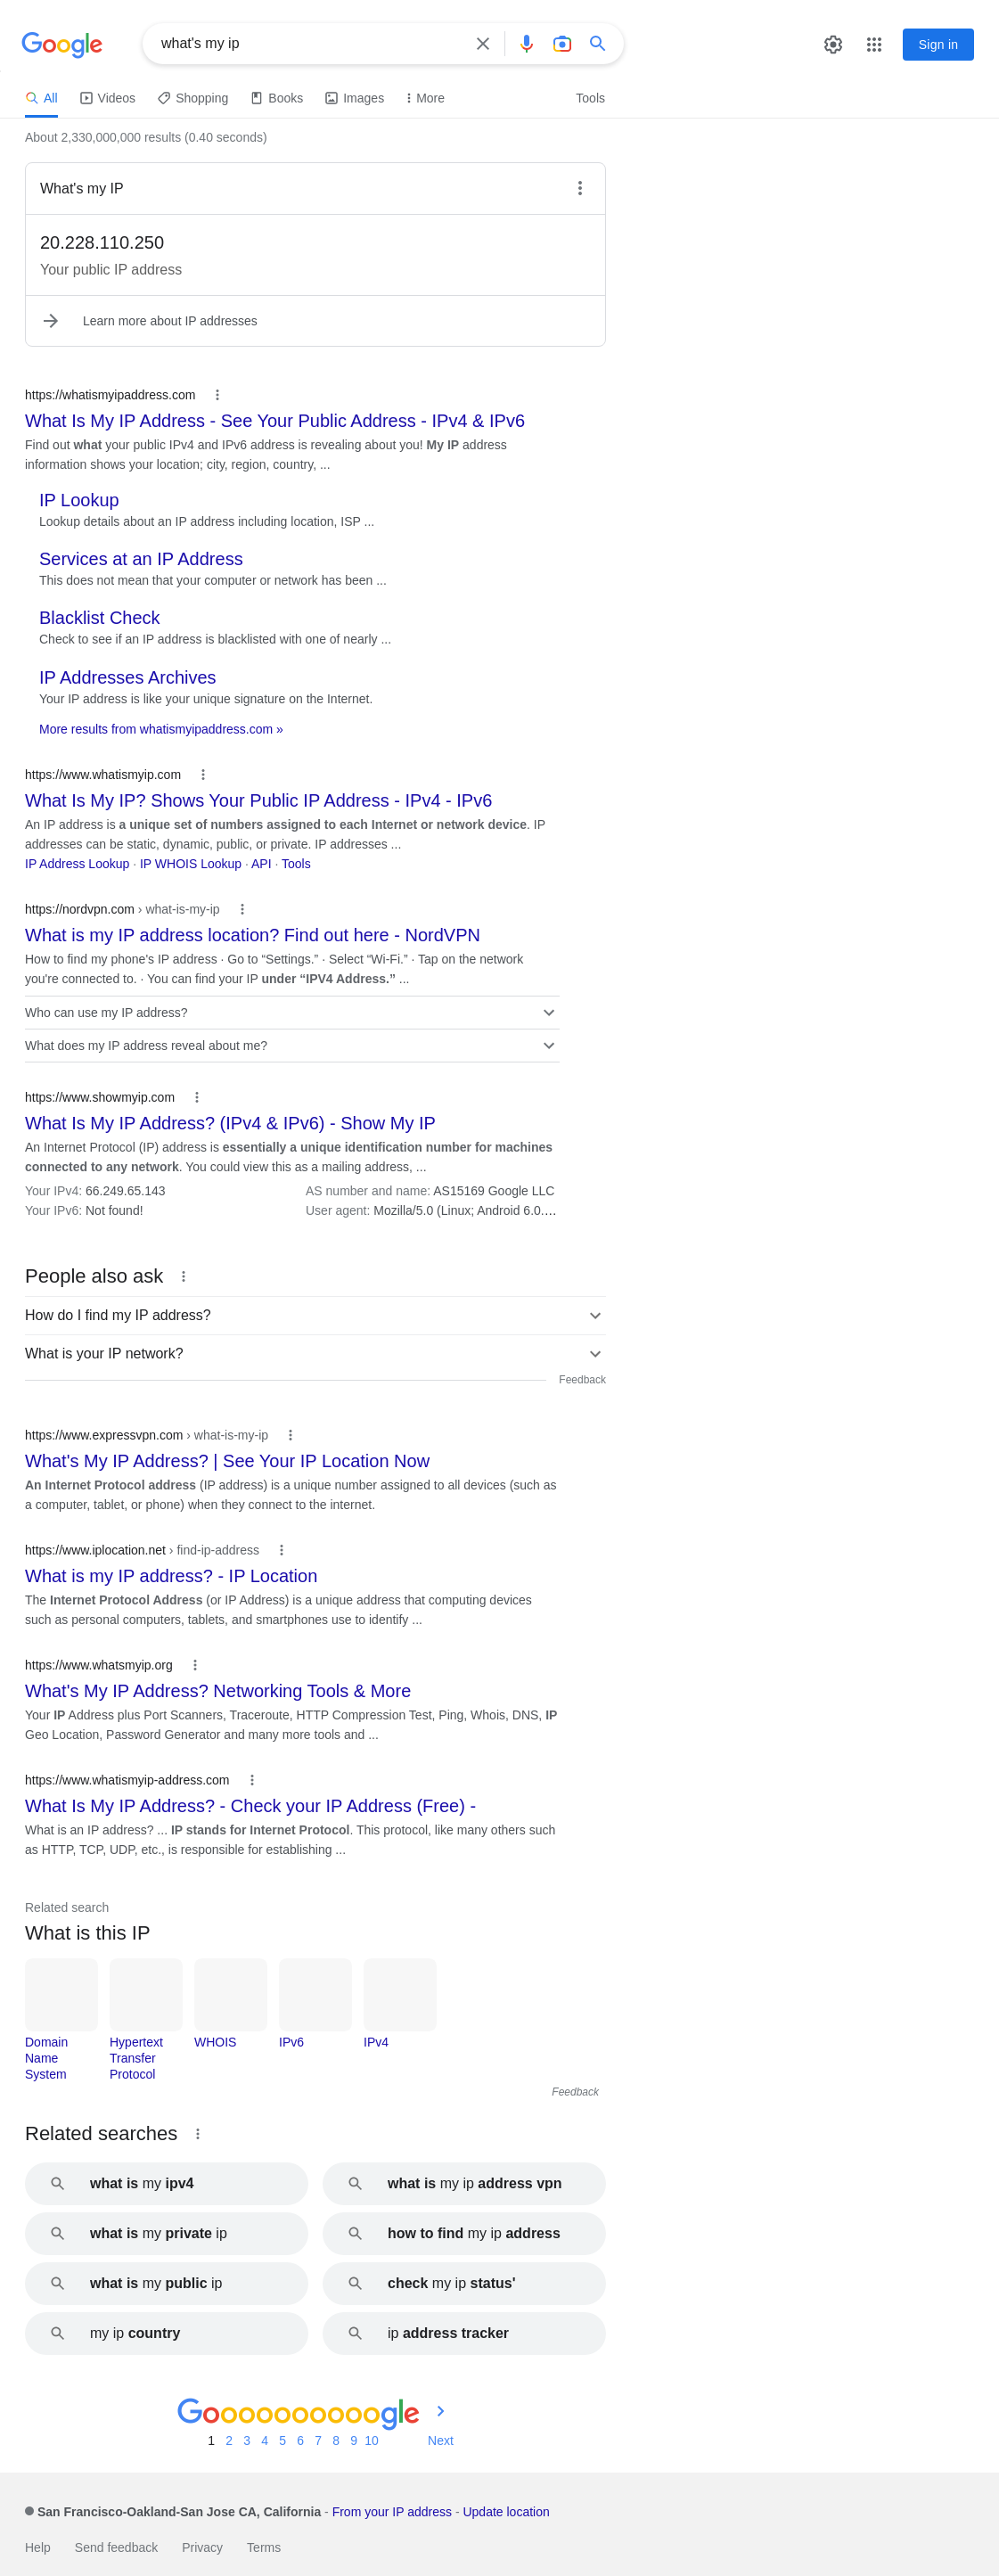 Google
what's my ip
Sign in
All
Videos
Shopping
Books
Images
More
Tools
About 2,330,000,000 results (0.40 seconds)
What's my IP
20.228.110.250
Your public IP address
Learn more about IP addresses
https://whatismyipaddress.com
What Is My IP Address - See Your Public Address - IPv4 & IPv6
Find out what your public IPv4 and IPv6 address is revealing about you! My IP address
information shows your location; city, region, country, ...
IP Lookup
Lookup details about an IP address including location, ISP ...
Services at an IP Address
This does not mean that your computer or network has been ...
Blacklist Check
Check to see if an IP address is blacklisted with one of nearly ...
IP Addresses Archives
Your IP address is like your unique signature on the Internet.
More results from whatismyipaddress.com »
https://www.whatismyip.com
What Is My IP? Shows Your Public IP Address - IPv4 - IPv6
An IP address is a unique set of numbers assigned to each Internet or network device. IP
addresses can be static, dynamic, public, or private. IP addresses ...
IP Address Lookup · IP WHOIS Lookup · API · Tools
https://nordvpn.com › what-is-my-ip
What is my IP address location? Find out here - NordVPN
How to find my phone's IP address · Go to “Settings.” · Select “Wi-Fi.” · Tap on the network
you're connected to. · You can find your IP under “IPV4 Address.” ...
Who can use my IP address?
What does my IP address reveal about me?
https://www.showmyip.com
What Is My IP Address? (IPv4 & IPv6) - Show My IP
An Internet Protocol (IP) address is essentially a unique identification number for machines
connected to any network. You could view this as a mailing address, ...
Your IPv4: 66.249.65.143
AS number and name: AS15169 Google LLC
Your IPv6: Not found!
User agent: Mozilla/5.0 (Linux; Android 6.0....
People also ask
How do I find my IP address?
What is your IP network?
Feedback
https://www.expressvpn.com › what-is-my-ip
What's My IP Address? | See Your IP Location Now
An Internet Protocol address (IP address) is a unique number assigned to all devices (such as
a computer, tablet, or phone) when they connect to the internet.
https://www.iplocation.net › find-ip-address
What is my IP address? - IP Location
The Internet Protocol Address (or IP Address) is a unique address that computing devices
such as personal computers, tablets, and smartphones use to identify ...
https://www.whatsmyip.org
What's My IP Address? Networking Tools & More
Your IP Address plus Port Scanners, Traceroute, HTTP Compression Test, Ping, Whois, DNS, IP
Geo Location, Password Generator and many more tools and ...
https://www.whatismyip-address.com
What Is My IP Address? - Check your IP Address (Free) -
What is an IP address? ... IP stands for Internet Protocol. This protocol, like many others such
as HTTP, TCP, UDP, etc., is responsible for establishing ...
Related search
What is this IP
Domain
Name
System
Hypertext
Transfer
Protocol
WHOIS
IPv6
IPv4
Feedback
Related searches
what is my ipv4
what is my ip address vpn
what is my private ip
how to find my ip address
what is my public ip
check my ip status'
my ip country
ip address tracker
Goooooooooogle
1 2 3 4 5 6 7 8 9 10 Next
San Francisco-Oakland-San Jose CA, California - From your IP address - Update location
Help Send feedback Privacy Terms